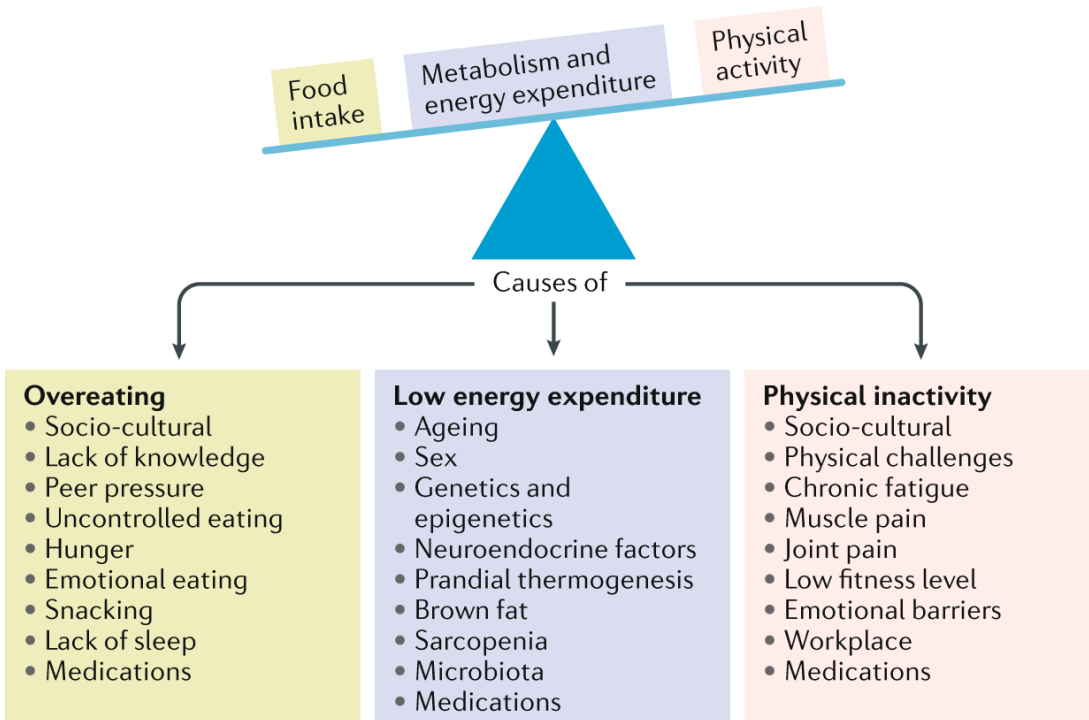 Food
intake
Metabolism and
energy expenditure
Physical
activity
Causes of
Overeating
• Socio-cultural
• Lack of knowledge
• Peer pressure
• Uncontrolled eating
• Hunger
• Emotional eating
• Snacking
• Lack of sleep
• Medications
Low energy expenditure
• Ageing
• Sex
• Genetics and
epigenetics
• Neuroendocrine factors
• Prandial thermogenesis
• Brown fat
• Sarcopenia
• Microbiota
• Medications
Physical inactivity
• Socio-cultural
• Physical challenges
• Chronic fatigue
• Muscle pain
• Joint pain
• Low fitness level
• Emotional barriers
• Workplace
• Medications